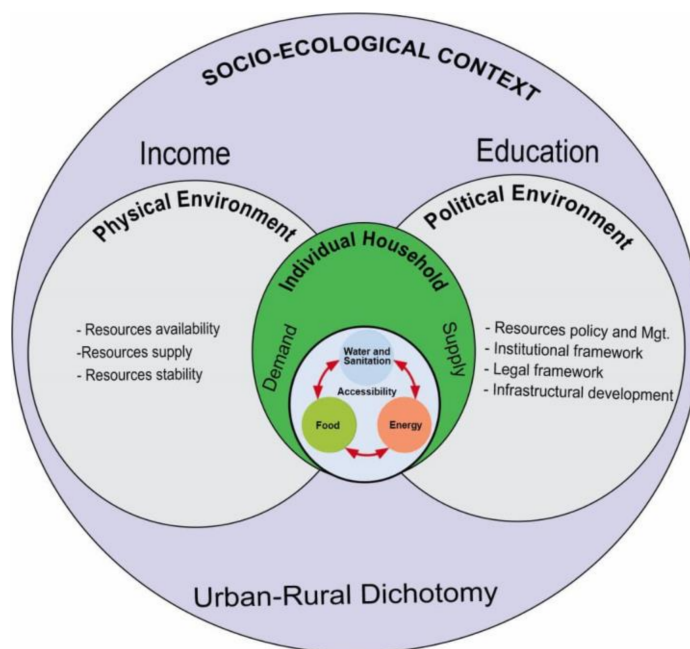 SOCIO-ECOLOGICAL CONTEXT
Income
Education
Physical Environment
Individual Household
Political Environment
- Resources availability
-Resources supply
- Resources stability
Demand
Supply
Water and
Sanitation
Accessibility
Food
Energy
- Resources policy and Mgt.
- Institutional framework
- Legal framework
- Infrastructural development
Urban-Rural Dichotomy